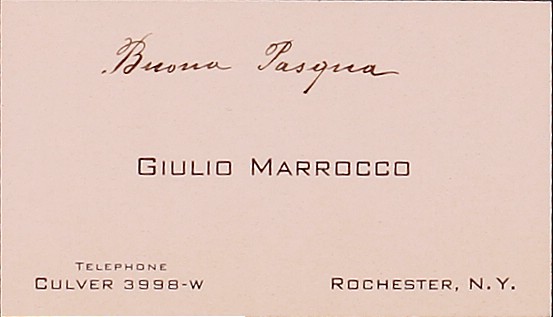 Buona Pasqua
GIULIO MARROCCO
TELEPHONE
CULVER 3998-W
ROCHESTER, N.Y.